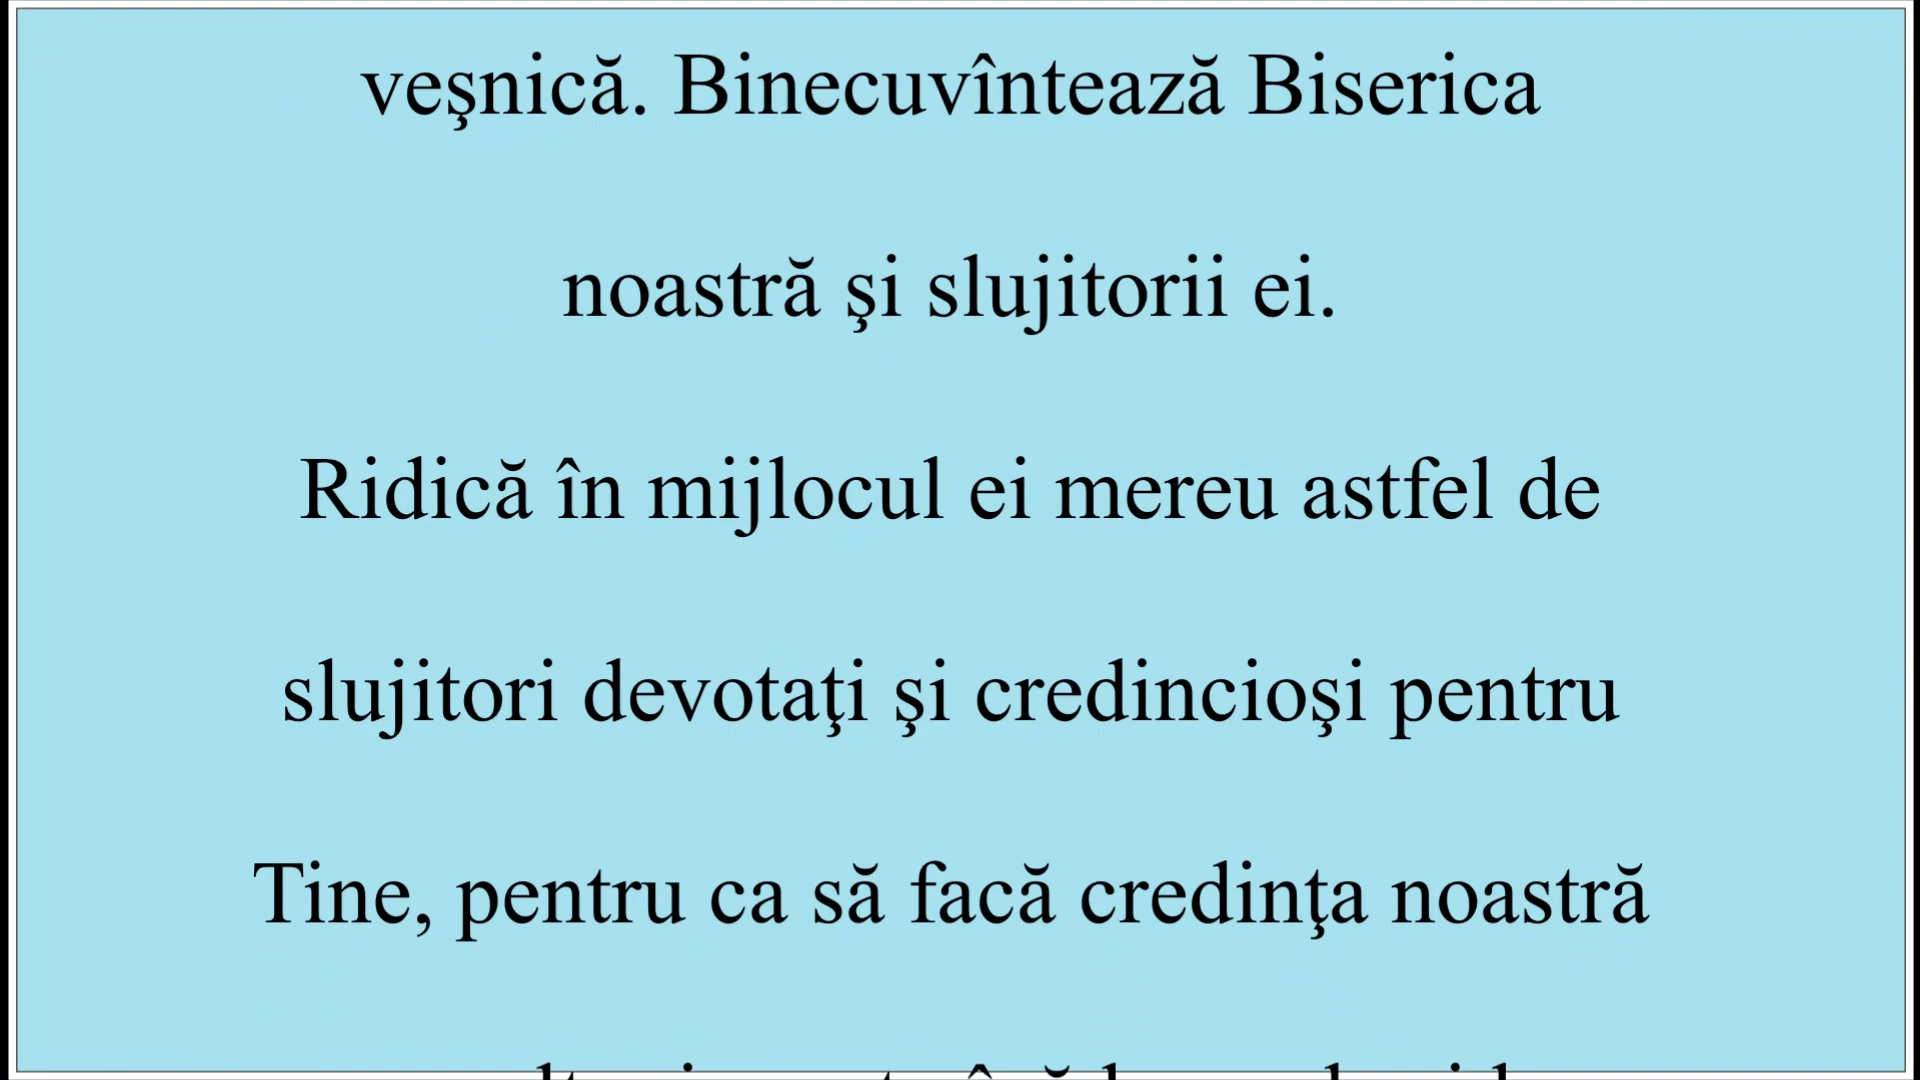 veşnică. Binecuvîntează Biserica
noastră şi slujitorii ei.
Ridică în mijlocul ei mereu astfel de
slujitori devotaţi şi credincioşi pentru
Tine, pentru ca să facă credinţa noastră